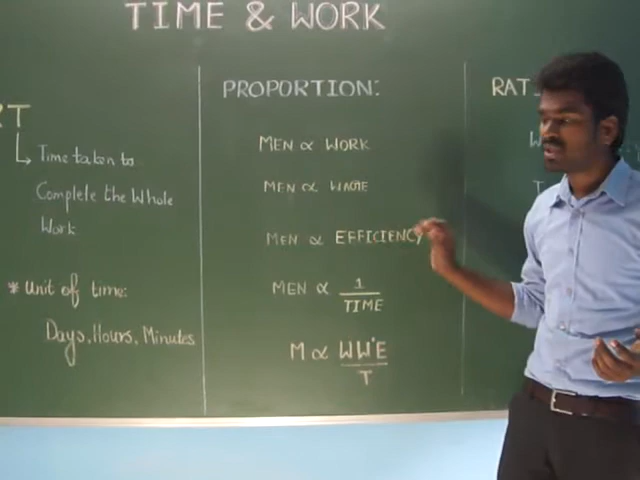 TIME & WORK
RT
Time taken to
Complete the Whole
Work
* Unit of time:
Days, Hours, Minutes
PROPORTION:
MEN ∝ WORK
MEN ∝ WAGE
MEN ∝ EFFICIENCY
MEN ∝ 1
TIME
M ∝ WW'E
T
RATI
W
T